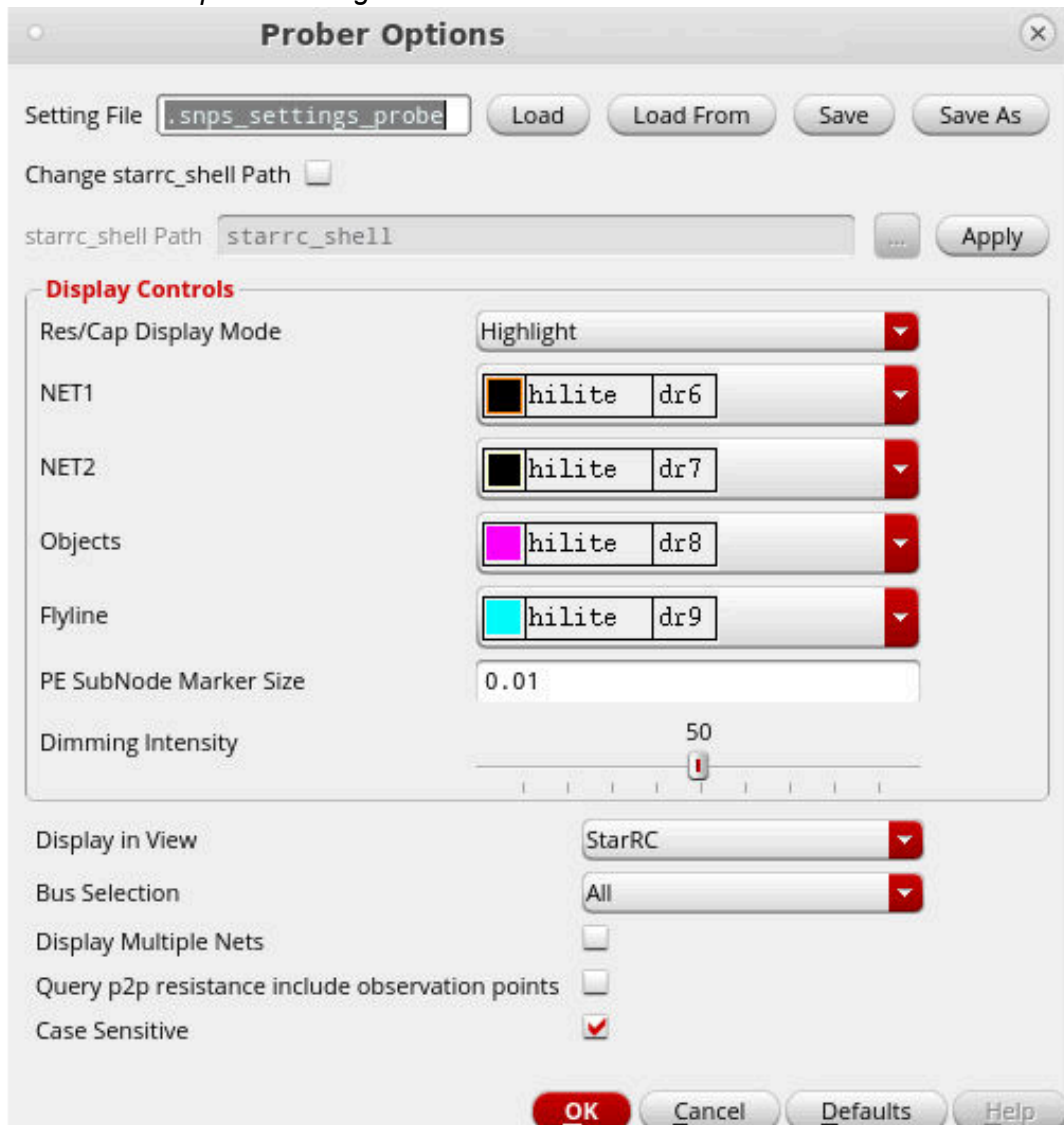 Prober Options
Setting File .snps_settings_probe Load Load From Save Save As
Change starrc_shell Path
starrc_shell Path starrc_shell ... Apply
Display Controls
Res/Cap Display Mode Highlight
NET1 hilite dr6
NET2 hilite dr7
Objects hilite dr8
Flyline hilite dr9
PE SubNode Marker Size 0.01
50
Dimming Intensity
Display in View StarRC
Bus Selection All
Display Multiple Nets
Query p2p resistance include observation points
Case Sensitive
OK Cancel Defaults Help